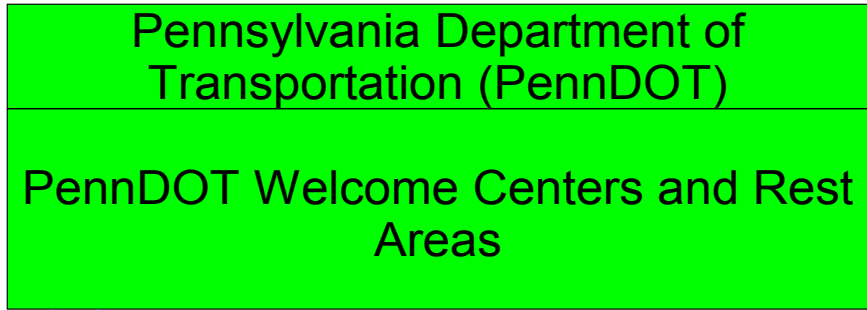 Pennsylvania Department of
Transportation (PennDOT)
PennDOT Welcome Centers and Rest
Areas